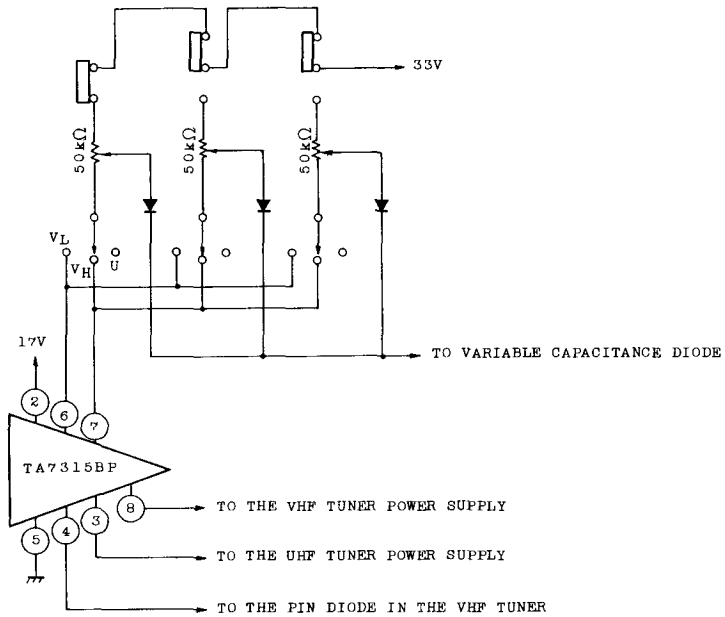 33V
50kΩ
50kΩ
50kΩ
VL
VH
U
17V
2
6
7
TA7315BP
8
TO VARIABLE CAPACITANCE DIODE
TO THE VHF TUNER POWER SUPPLY
5
4
3
TO THE UHF TUNER POWER SUPPLY
TO THE PIN DIODE IN THE VHF TUNER